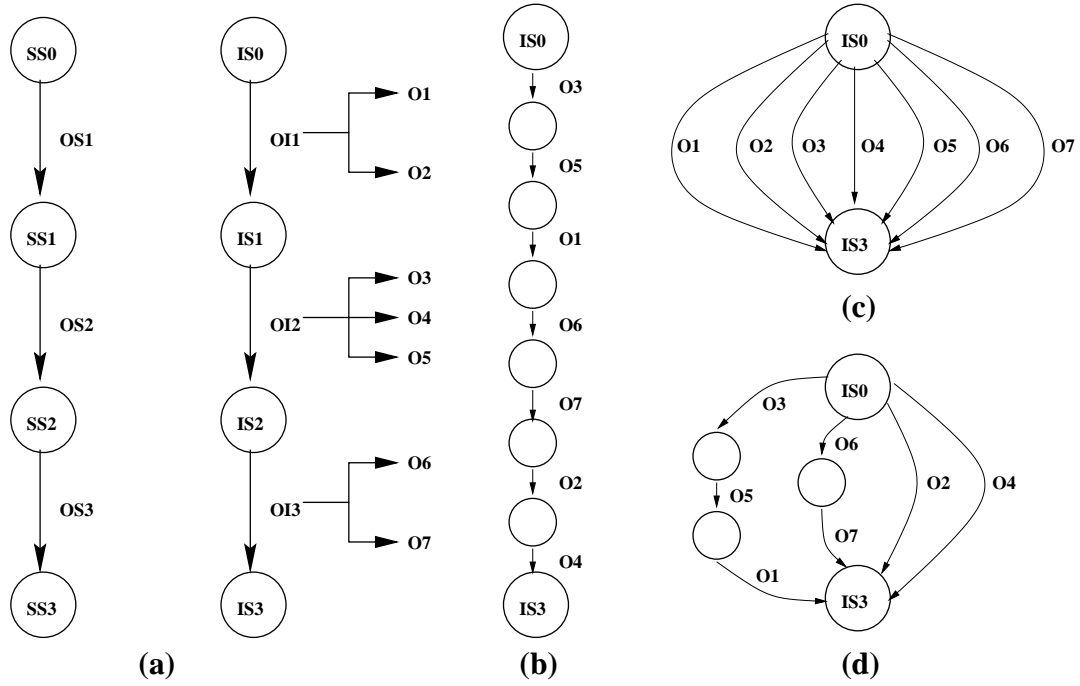 SS0
OS1
SS1
OS2
SS2
OS3
SS3
IS0
OI1
O1
O2
IS1
OI2
O3
O4
O5
IS2
OI3
O6
O7
IS3
(a)
IS0
O3
O5
O1
O6
O7
O2
O4
IS3
(b)
IS0
O1
O2
O3
O4
O5
O6
O7
IS3
(c)
IS0
O3
O6
O5
O2
O4
O7
O1
IS3
(d)